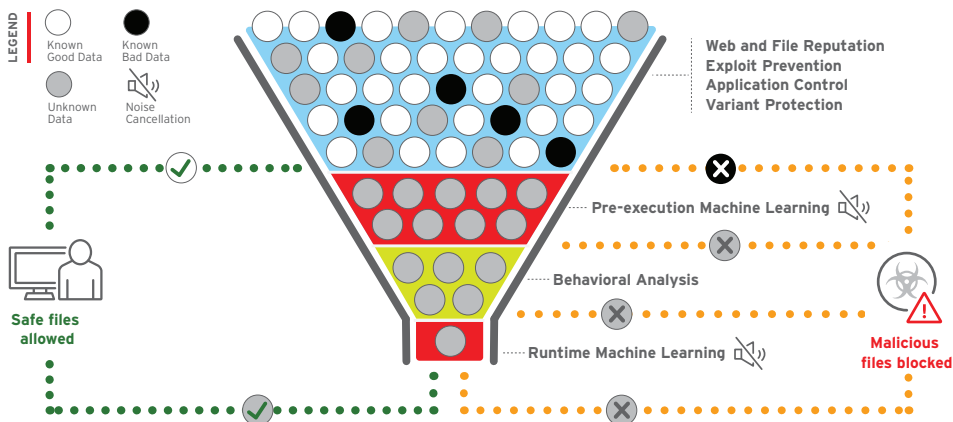 LEGEND
Known
Good Data
Known
Bad Data
Unknown
Data
Noise
Cancellation
Web and File Reputation
Exploit Prevention
Application Control
Variant Protection
Pre-execution Machine Learning
Behavioral Analysis
Safe files
allowed
Runtime Machine Learning
Malicious
files blocked